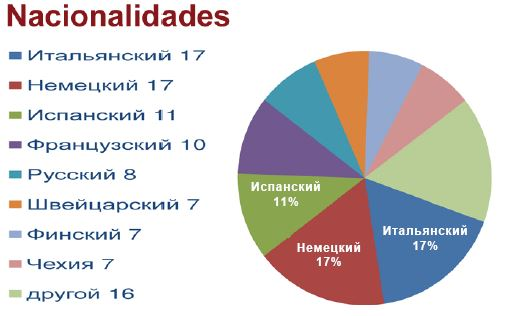 Nacionalidades
Итальянский 17
Немецкий 17
Испанский 11
Французский 10
Русский 8
Швейцарский 7
Финский 7
Чехия 7
другой 16
Испанский
11%
Немецкий
17%
Итальянский
17%